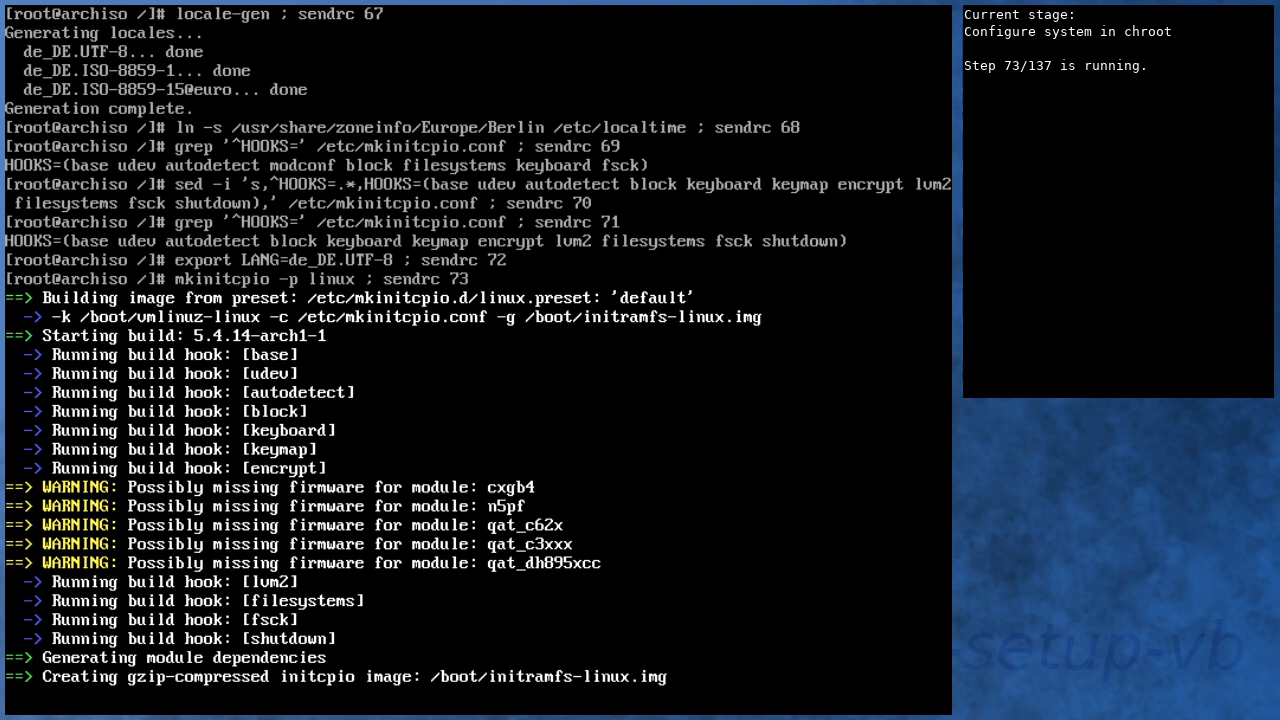 [root@archiso /]# locale-gen ; sendrc 67
Generating locales...
  de_DE.UTF-8... done
  de_DE.ISO-8859-1... done
  de_DE.ISO-8859-15@euro... done
Generation complete.
[root@archiso /]# ln -s /usr/share/zoneinfo/Europe/Berlin /etc/localtime ; sendrc 68
[root@archiso /]# grep '^HOOKS=' /etc/mkinitcpio.conf ; sendrc 69
HOOKS=(base udev autodetect modconf block filesystems keyboard fsck)
[root@archiso /]# sed -i 's,^HOOKS=.*,HOOKS=(base udev autodetect block keyboard keymap encrypt lvm2
 filesystems fsck shutdown),' /etc/mkinitcpio.conf ; sendrc 70
[root@archiso /]# grep '^HOOKS=' /etc/mkinitcpio.conf ; sendrc 71
HOOKS=(base udev autodetect block keyboard keymap encrypt lvm2 filesystems fsck shutdown)
[root@archiso /]# export LANG=de_DE.UTF-8 ; sendrc 72
[root@archiso /]# mkinitcpio -p linux ; sendrc 73
==> Building image from preset: /etc/mkinitcpio.d/linux.preset: 'default'
  -> -k /boot/vmlinuz-linux -c /etc/mkinitcpio.conf -g /boot/initramfs-linux.img
==> Starting build: 5.4.14-arch1-1
  -> Running build hook: [base]
  -> Running build hook: [udev]
  -> Running build hook: [autodetect]
  -> Running build hook: [block]
  -> Running build hook: [keyboard]
  -> Running build hook: [keymap]
  -> Running build hook: [encrypt]
==> WARNING: Possibly missing firmware for module: cxgb4
==> WARNING: Possibly missing firmware for module: n5pf
==> WARNING: Possibly missing firmware for module: qat_c62x
==> WARNING: Possibly missing firmware for module: qat_c3xxx
==> WARNING: Possibly missing firmware for module: qat_dh895xcc
  -> Running build hook: [lvm2]
  -> Running build hook: [filesystems]
  -> Running build hook: [fsck]
  -> Running build hook: [shutdown]
==> Generating module dependencies
==> Creating gzip-compressed initcpio image: /boot/initramfs-linux.img
Current stage:
Configure system in chroot
Step 73/137 is running.
-setup-vb